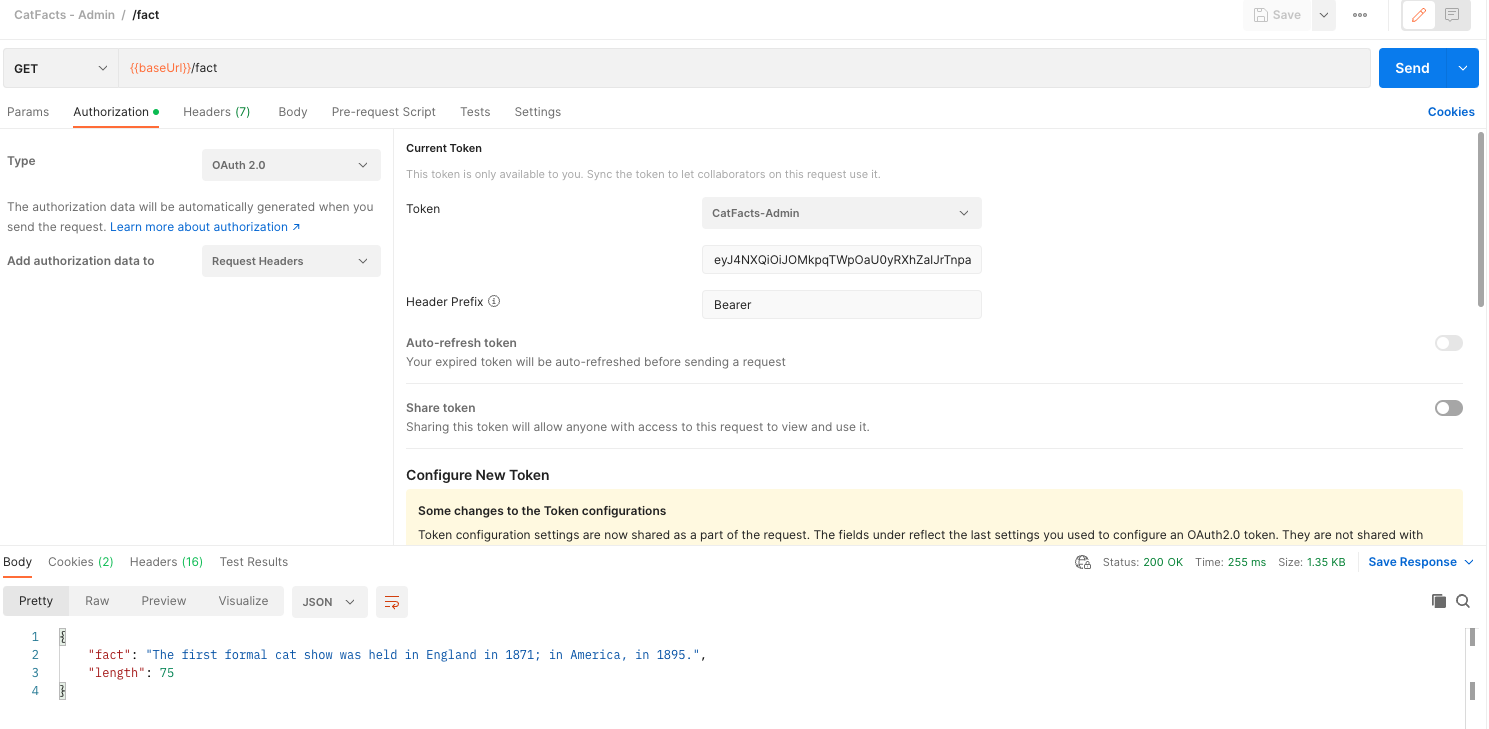 CatFacts - Admin / /fact
Save
GET {{baseUrl}}/fact
Send
Params Authorization Headers (7) Body Pre-request Script Tests Settings
Cookies
Type
OAuth 2.0
The authorization data will be automatically generated when you
send the request. Learn more about authorization ↗
Add authorization data to
Request Headers
Current Token
This token is only available to you. Sync the token to let collaborators on this request use it.
Token
CatFacts-Admin
eyJ4NXQiOiJOMkpqTWpOaU0yRXhZalJrTnpa
Header Prefix
Bearer
Auto-refresh token
Your expired token will be auto-refreshed before sending a request
Share token
Sharing this token will allow anyone with access to this request to view and use it.
Configure New Token
Some changes to the Token configurations
Token configuration settings are now shared as a part of the request. The fields under reflect the last settings you used to configure an OAuth2.0 token. They are not shared with
Body Cookies (2) Headers (16) Test Results
Status: 200 OK Time: 255 ms Size: 1.35 KB
Save Response
Pretty Raw Preview Visualize JSON
1 {
2 "fact": "The first formal cat show was held in England in 1871; in America, in 1895.",
3 "length": 75
4 }